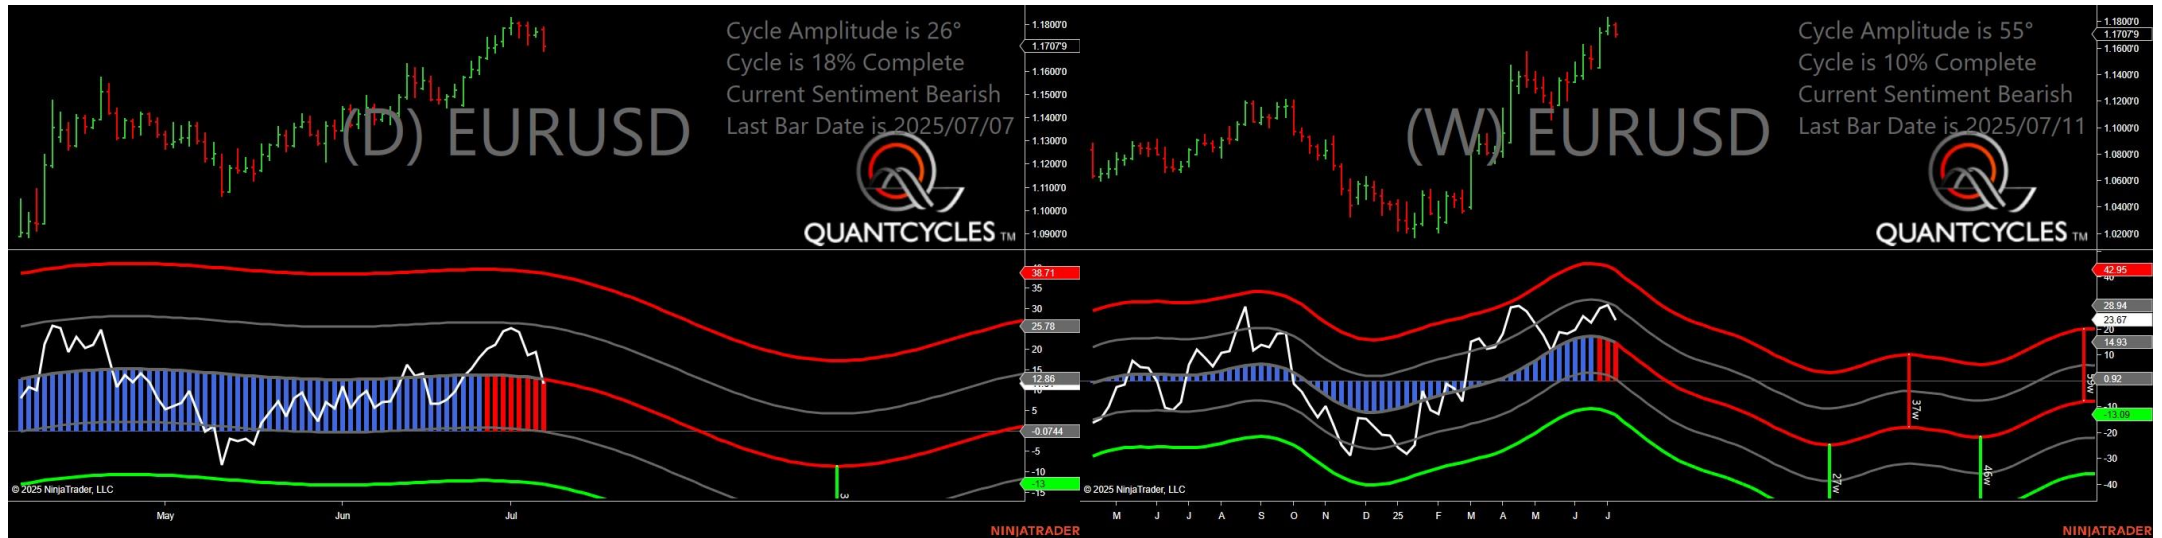 Cycle Amplitude is 26°
Cycle is 18% Complete
Current Sentiment Bearish
Last Bar Date is 2025/07/07
(D) EURUSD
QUANTCYCLES TM
1.1800'0
1.1707'9
1.1600'0
1.1500'0
1.1400'0
1.1300'0
1.1200'0
1.1100'0
1.1000'0
1.0900'0
38.71
35
30
25.78
20
15
12.86
5
-0.0744
-5
-10
-13
-15
3
© 2025 NinjaTrader, LLC
May Jun Jul
NINJATRADER
Cycle Amplitude is 55°
Cycle is 10% Complete
Current Sentiment Bearish
Last Bar Date is 2025/07/11
(W) EURUSD
QUANTCYCLES TM
1.1800'0
1.1707'9
1.1600'0
1.1400'0
1.1200'0
1.1000'0
1.0800'0
1.0600'0
1.0400'0
1.0200'0
42.95
40
28.94
23.67
20
14.93
10
0.92
-10
-13.09
-20
-30
-40
27w
37w
46w
59w
© 2025 NinjaTrader, LLC
M J J A S O N D 25 F M A M J J
NINJATRADER